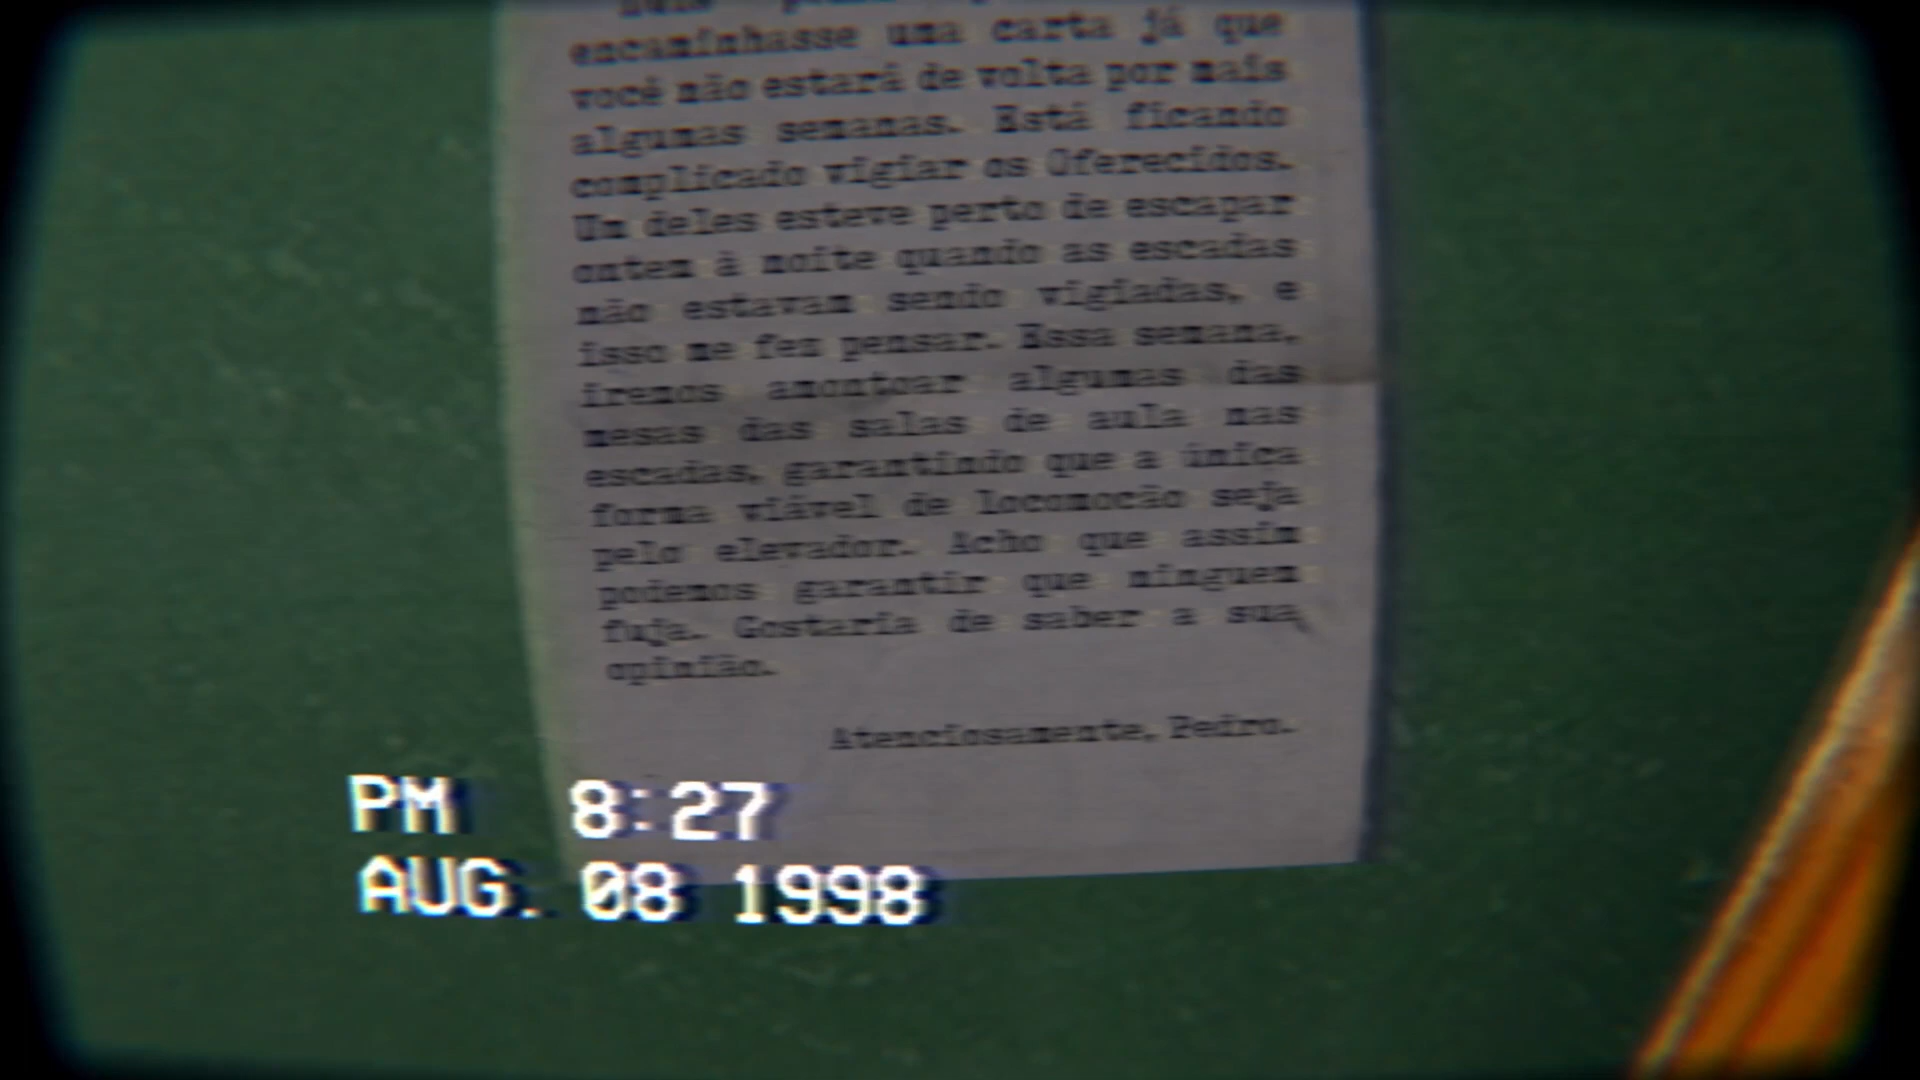 encaminhasse uma carta já que
você não estará de volta por mais
algumas semanas. Está ficando
complicado vigiar os Oferecidos.
Um deles esteve perto de escapar
ontem à noite quando as escadas
não estavam sendo vigiadas, e
isso me fez pensar. Essa semana,
iremos amontoar algumas das
mesas das salas de aula nas
escadas, garantindo que a única
forma viável de locomocão seja
pelo elevador. Acho que assim
podemos garantir que ninguem
fuja. Gostaria de saber a sua
opinião.
Atenciosamente, Pedro.
PM 8:27
AUG. 08 1998